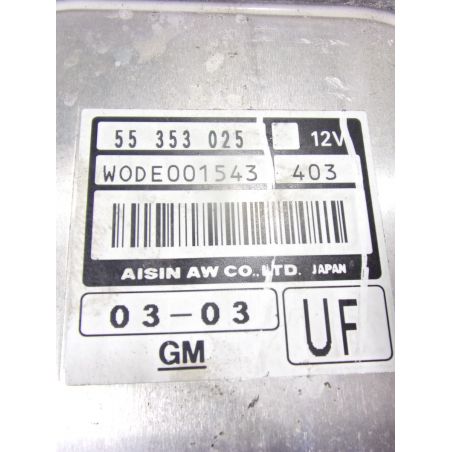 55 353 025 12V
W0DE001543 403
AISIN AW CO.,LTD. JAPAN
03-03
GM
UF